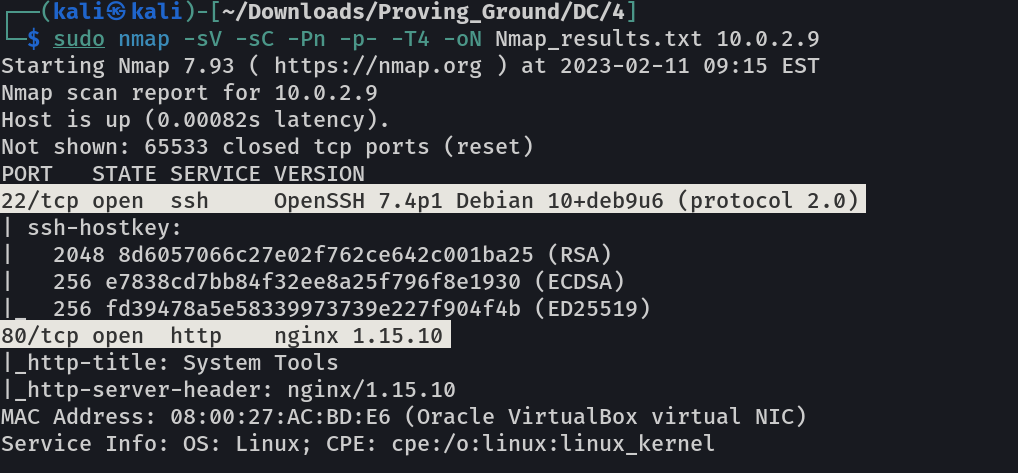 ┌──(kali㉿kali)-[~/Downloads/Proving_Ground/DC/4]
└─$ sudo nmap -sV -sC -Pn -p- -T4 -oN Nmap_results.txt 10.0.2.9
Starting Nmap 7.93 ( https://nmap.org ) at 2023-02-11 09:15 EST
Nmap scan report for 10.0.2.9
Host is up (0.00082s latency).
Not shown: 65533 closed tcp ports (reset)
PORT   STATE SERVICE VERSION
22/tcp open  ssh     OpenSSH 7.4p1 Debian 10+deb9u6 (protocol 2.0)
| ssh-hostkey:
|   2048 8d6057066c27e02f762ce642c001ba25 (RSA)
|   256 e7838cd7bb84f32ee8a25f796f8e1930 (ECDSA)
|_  256 fd39478a5e58339973739e227f904f4b (ED25519)
80/tcp open  http    nginx 1.15.10
|_http-title: System Tools
|_http-server-header: nginx/1.15.10
MAC Address: 08:00:27:AC:BD:E6 (Oracle VirtualBox virtual NIC)
Service Info: OS: Linux; CPE: cpe:/o:linux:linux_kernel